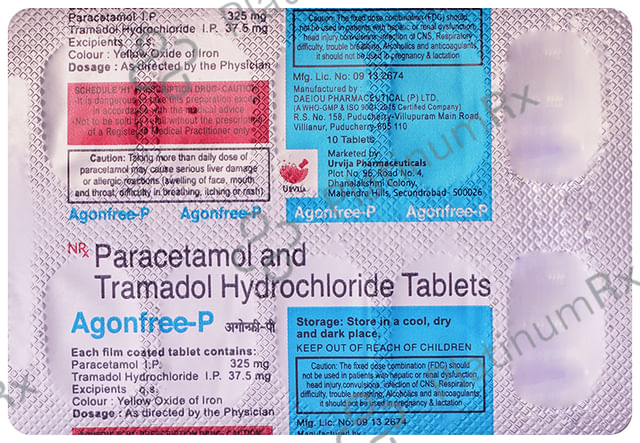 Paracetamol I.P. 325 mg
Tramadol Hydrochloride I.P. 37.5 mg
Excipients q.s.
Colour : Yellow Oxide of Iron
Dosage : As directed by the Physician
SCHEDULE 'H1' PRESCRIPTION DRUG- CAUTION
-It is dangerous to take this preparation except
in accordance with the medical advice
-Not to be sold by retail without the prescription
of a Registered Medical Practitioner only
Caution: Taking more than daily dose of
paracetamol may cause serious liver damage
or allergic reactions (swelling of face, mouth
and throat, difficulty in breathing, itching or rash)
Agonfree-P Agonfree-P
Caution: The fixed dose combination (FDC) should
not be used in patients with hepatic or renal dysfunction,
head injury, convulsions, infection of CNS, Respiratory
difficulty, trouble breathing, Alcoholics and anticoagulants,
it should not be used in pregnancy & lactation
Mfg. Lic. No: 09 13 2674
Manufactured by :
DAEIOU PHARMACEUTICAL (P) LTD,
(A WHO-GMP & ISO 9001:2015 Certified Company)
R.S. No. 158, Puducherry-Villupuram Main Road,
Villianur, Puducherry-605 110
10 Tablets
Marketed by
Urvija Pharmaceuticals
Plot No. 96, Road No. 4,
Dhanalakshmi Colony,
Mahendra Hills, Secondrabad- 500026
URVIJA
Agonfree-P Agonfree-P
NRx Paracetamol and
Tramadol Hydrochloride Tablets
Agonfree-P अगोनफ्री-पी
Each film coated tablet contains:
Paracetamol I.P. 325 mg
Tramadol Hydrochloride I.P. 37.5 mg
Excipients q.s.
Colour : Yellow Oxide of Iron
Dosage : As directed by the Physician
SCHEDULE 'H1' PRESCRIPTION DRUG- CAUTION
Storage: Store in a cool, dry
and dark place.
KEEP OUT OF REACH OF CHILDREN
Caution: The fixed dose combination (FDC) should
not be used in patients with hepatic or renal dysfunction,
head injury, convulsions, infection of CNS, Respiratory
difficulty, trouble breathing, Alcoholics and anticoagulants,
it should not be used in pregnancy & lactation
Mfg. Lic. No: 09 13 2674
Manufactured by :
PlatinumRx
PlatinumRx